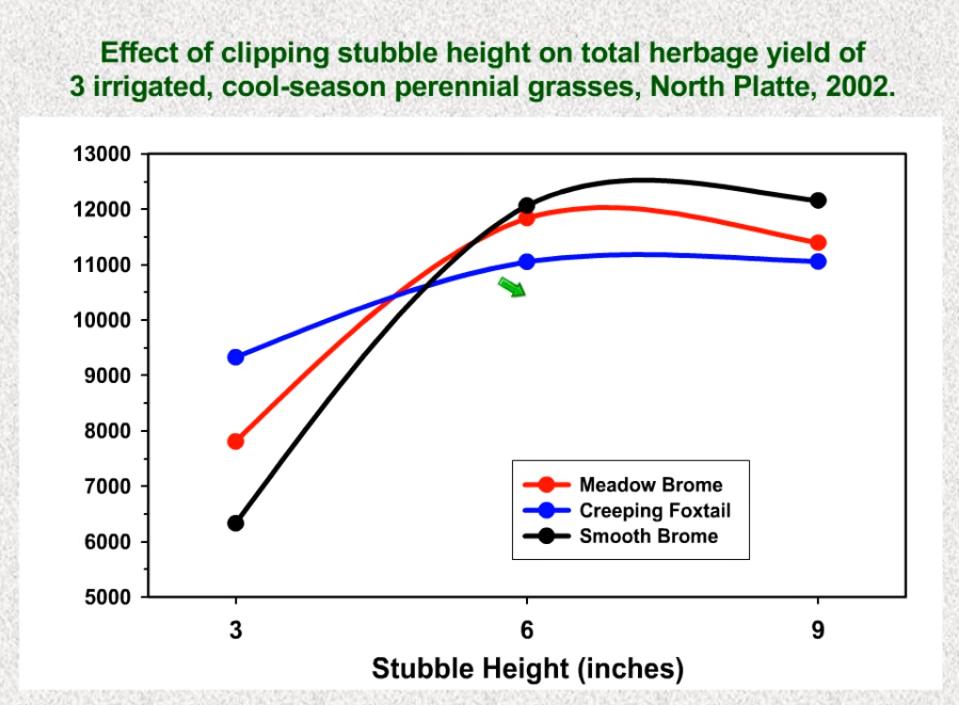 Effect of clipping stubble height on total herbage yield of
3 irrigated, cool-season perennial grasses, North Platte, 2002.
13000
12000
11000
10000
9000
8000
7000
6000
5000
Meadow Brome
Creeping Foxtail
Smooth Brome
3 6 9
Stubble Height (inches)